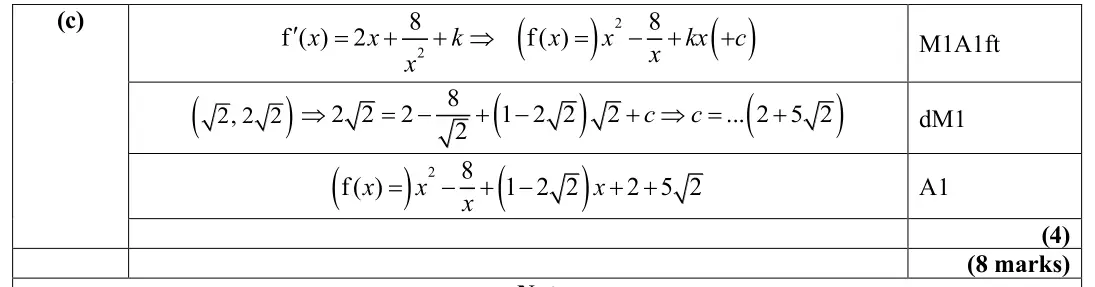 (c) f′(x) = 2x + 8/x² + k ⇒ (f(x) =) x² − 8/x + kx (+c) M1A1ft
(√2, 2√2) ⇒ 2√2 = 2 − 8/√2 + (1 − 2√2)√2 + c ⇒ c = ... (2 + 5√2) dM1
(f(x) =) x² − 8/x + (1 − 2√2)x + 2 + 5√2 A1
(4)
(8 marks)